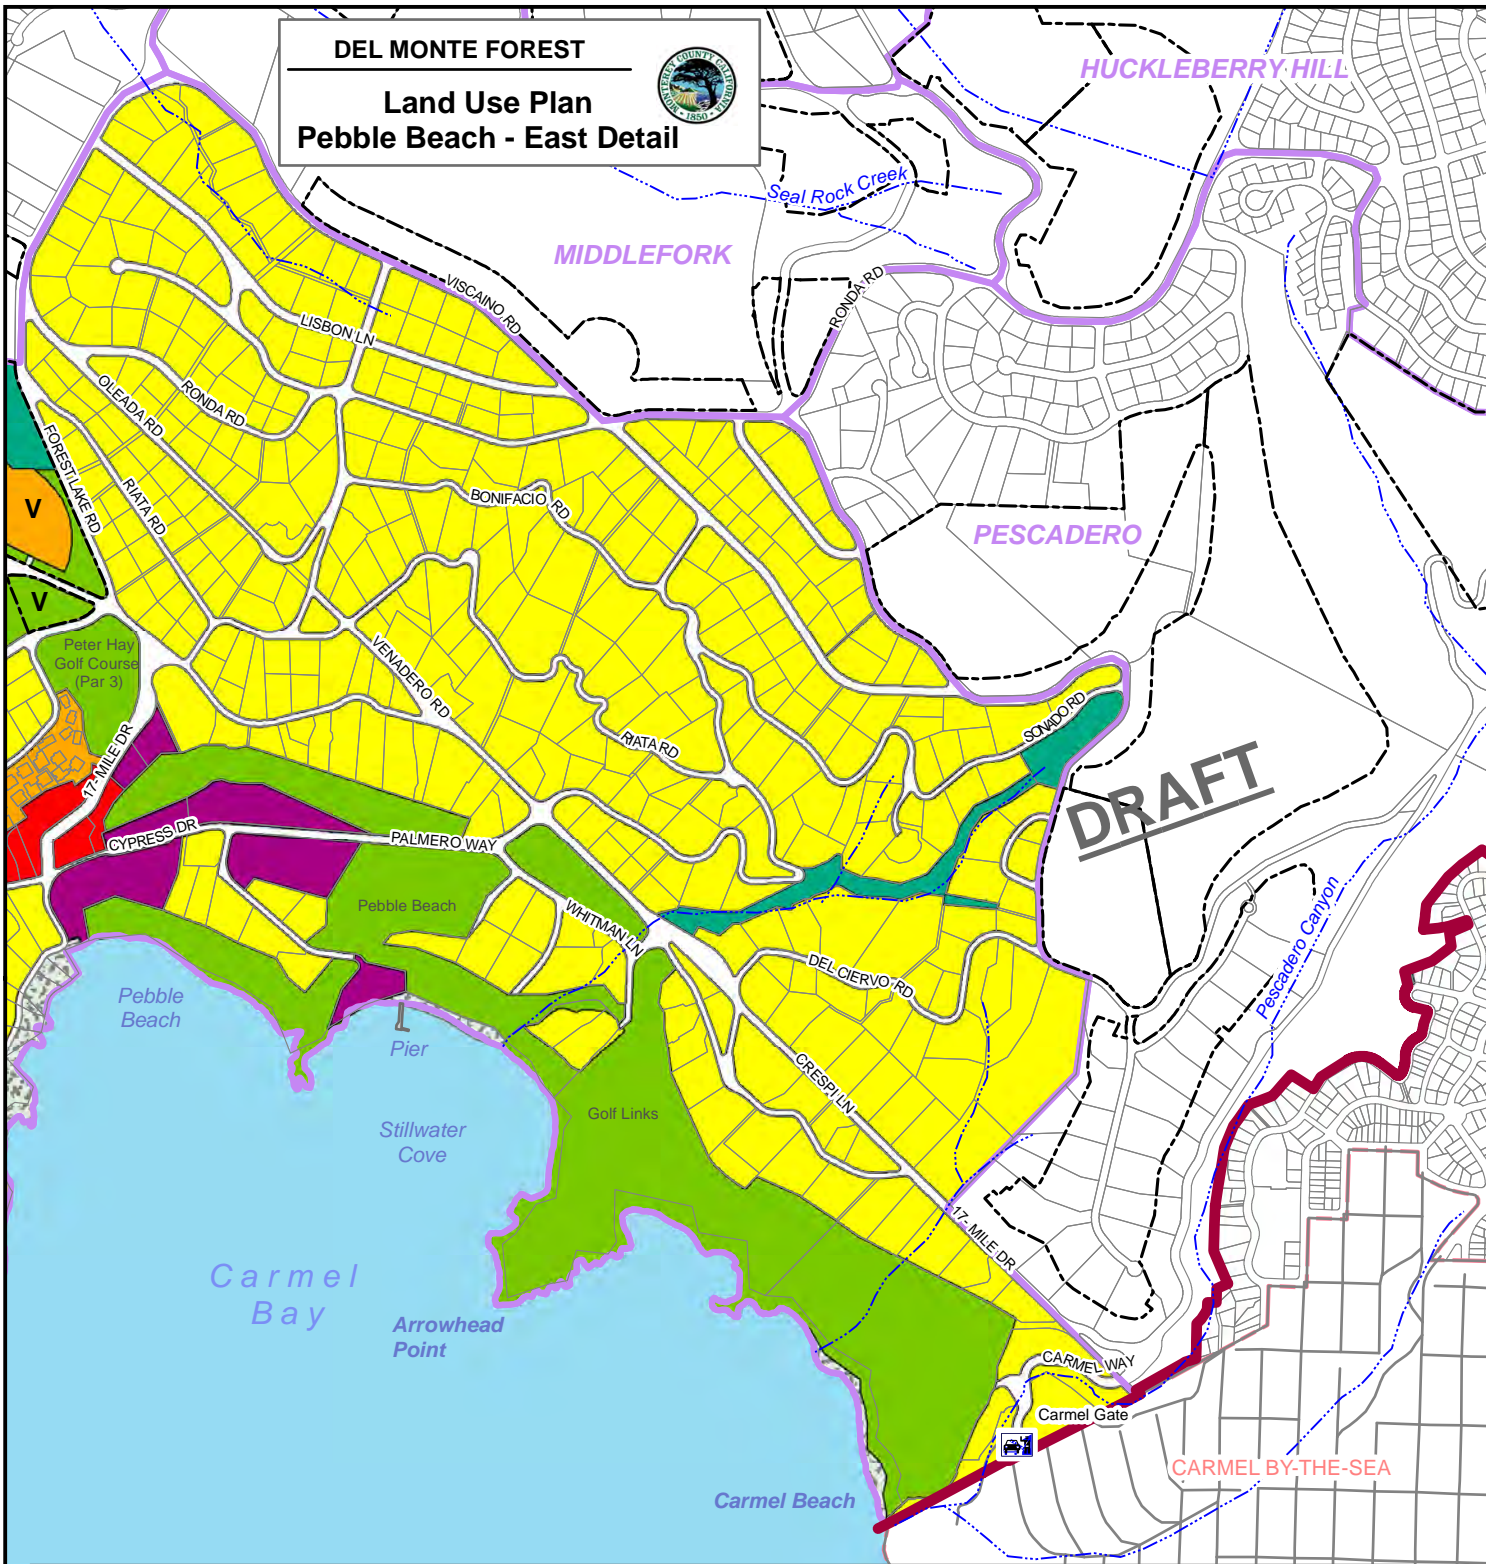 DEL MONTE FOREST
Land Use Plan
Pebble Beach - East Detail
MONTEREY COUNTY CALIFORNIA
1850
HUCKLEBERRY HILL
Seal Rock Creek
MIDDLEFORK
VISCAINO RD
RONDA RD
LISBON LN
RONDA RD
OLEADA RD
FOREST LAKE RD
RIATA RD
BONIFACIO RD
PESCADERO
V
V
Peter Hay
Golf Course
(Par 3)
VENADERO RD
RIATA RD
SONADO RD
17- MILE DR
DRAFT
CYPRESS DR
PALMERO WAY
Pebble Beach
WHITMAN LN
DEL CIERVO RD
Pescadero Canyon
Pebble
Beach
Pier
CRESPI LN
Golf Links
Stillwater
Cove
17- MILE DR
Carmel
Bay
Arrowhead
Point
CARMEL WAY
Carmel Gate
CARMEL BY-THE-SEA
Carmel Beach